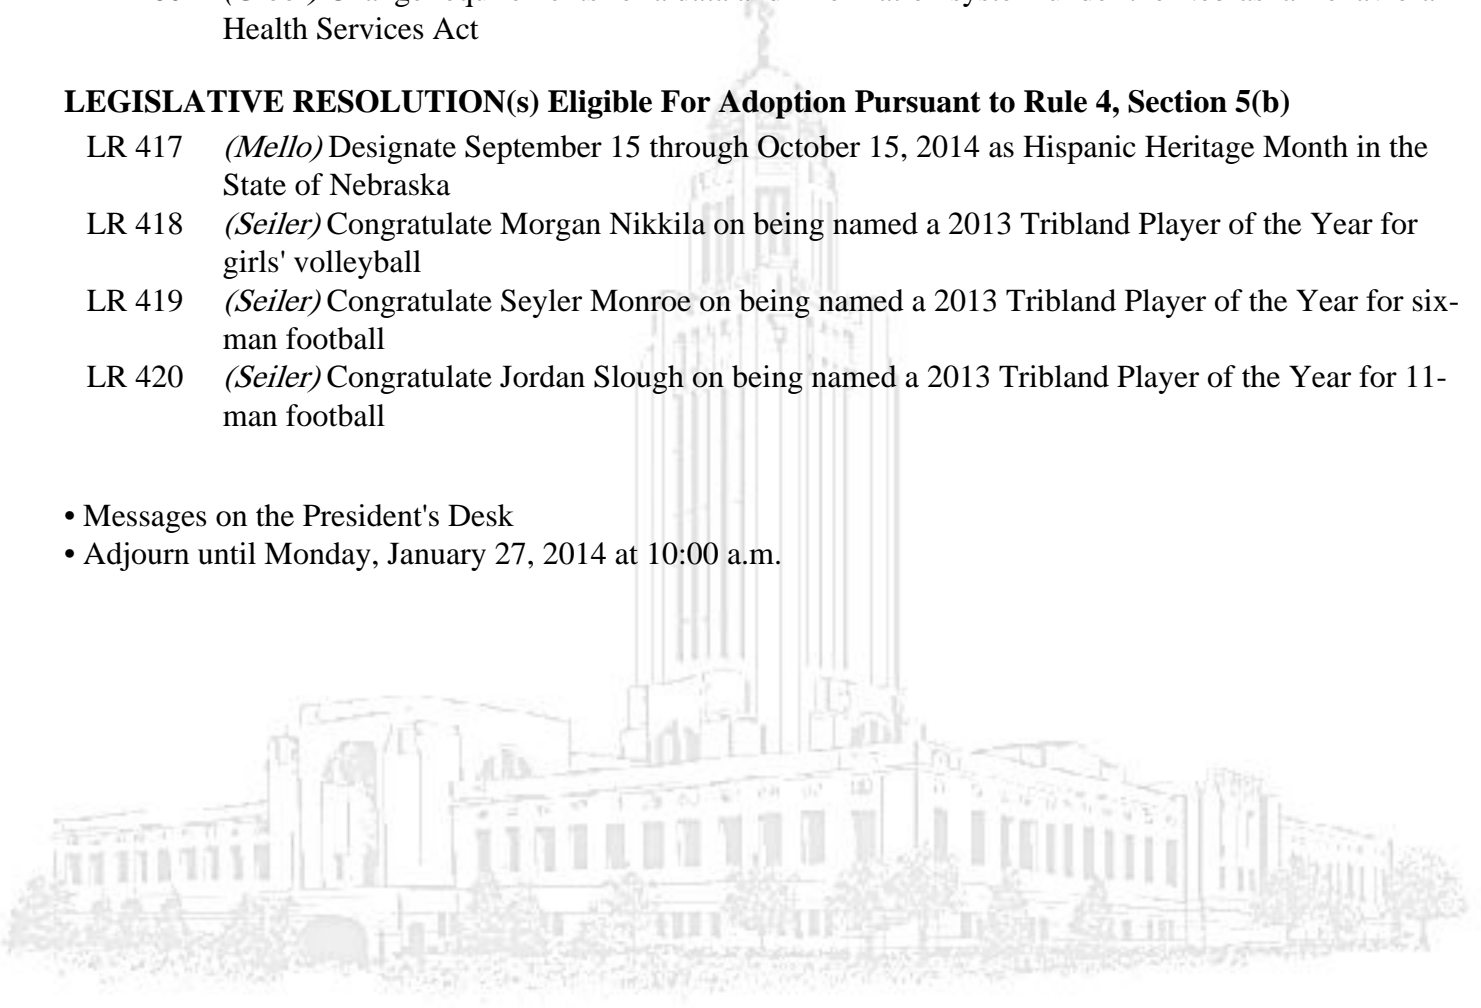 Health Services Act
LEGISLATIVE RESOLUTION(s) Eligible For Adoption Pursuant to Rule 4, Section 5(b)
LR 417 (Mello) Designate September 15 through October 15, 2014 as Hispanic Heritage Month in the
State of Nebraska
LR 418 (Seiler) Congratulate Morgan Nikkila on being named a 2013 Tribland Player of the Year for
girls' volleyball
LR 419 (Seiler) Congratulate Seyler Monroe on being named a 2013 Tribland Player of the Year for six-
man football
LR 420 (Seiler) Congratulate Jordan Slough on being named a 2013 Tribland Player of the Year for 11-
man football
• Messages on the President's Desk
• Adjourn until Monday, January 27, 2014 at 10:00 a.m.